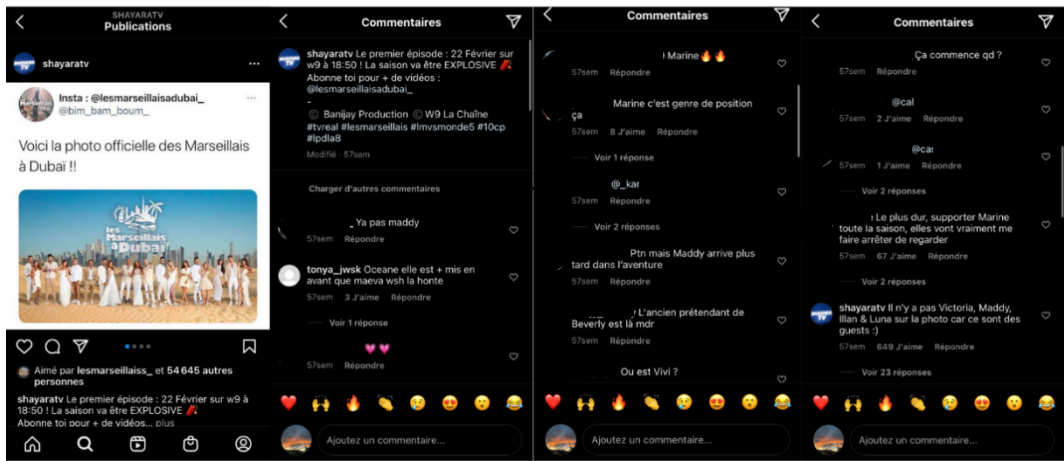 SHAYARATV
Publications
shayaratv
Insta : @lesmarseillaisadubai_
@bim_bam_boum_
Voici la photo officielle des Marseillais
à Dubaï !!
les
Marseillais
à Dubaï
Aimé par lesmarseillaiss_ et 54 645 autres
personnes
shayaratv Le premier épisode : 22 Février sur w9 à
18:50 ! La saison va être EXPLOSIVE
Abonne toi pour + de vidéos... plus
Commentaires
shayaratv Le premier épisode : 22 Février sur
w9 à 18:50 ! La saison va être EXPLOSIVE 🧨
Abonne toi pour + de vidéos :
@lesmarseillaisadubai_
-
© Banijay Production © W9 La Chaîne
#tvreal #lesmarseillais #lmvsmonde5 #10cp
#lpdla8
Modifié · 57sem
Charger d'autres commentaires
_ Ya pas maddy
57sem Répondre
tonya_jwsk Oceane elle est + mis en
avant que maeva wsh la honte
57sem 3 J'aime Répondre
Voir 1 réponse
💗💗
57sem Répondre
❤️ 🙌 🔥 👏 😢 😍 😮 😂
Ajoutez un commentaire...
Commentaires
Marine🔥🔥
57sem Répondre
Marine c'est genre de position
ça
57sem 8 J'aime Répondre
Voir 1 réponse
@_kar
57sem Répondre
Voir 2 réponses
Ptn mais Maddy arrive plus
tard dans l'aventure
57sem Répondre
L'ancien prétendant de
Beverly est là mdr
57sem Répondre
Ou est Vivi ?
57sem Répondre
❤️ 🙌 🔥 👏 😢 😍 😮 😂
Ajoutez un commentaire...
Commentaires
Ça commence qd ?
57sem Répondre
@cal
57sem 2 J'aime Répondre
@cas
57sem 1 J'aime Répondre
Voir 2 réponses
Le plus dur, supporter Marine
toute la saison, elles vont vraiment me
faire arrêter de regarder
57sem 67 J'aime Répondre
shayaratv Il n'y a pas Victoria, Maddy,
Illan & Luna sur la photo car ce sont des
guests :)
57sem 649 J'aime Répondre
Voir 23 réponses
❤️ 🙌 🔥 👏 😢 😍 😮 😂
Ajoutez un commentaire...